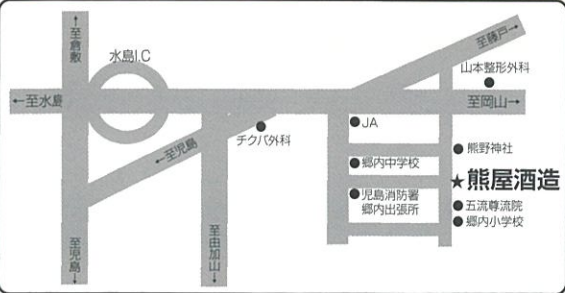 ↑至倉敷
水島I.C
至藤戸→
山本整形外科
←至水島
至岡山→
JA
チクバ外科
←至児島
熊野神社
郷内中学校
★熊屋酒造
児島消防署
郷内出張所
五流尊流院
郷内小学校
至児島↓
至由加山↓